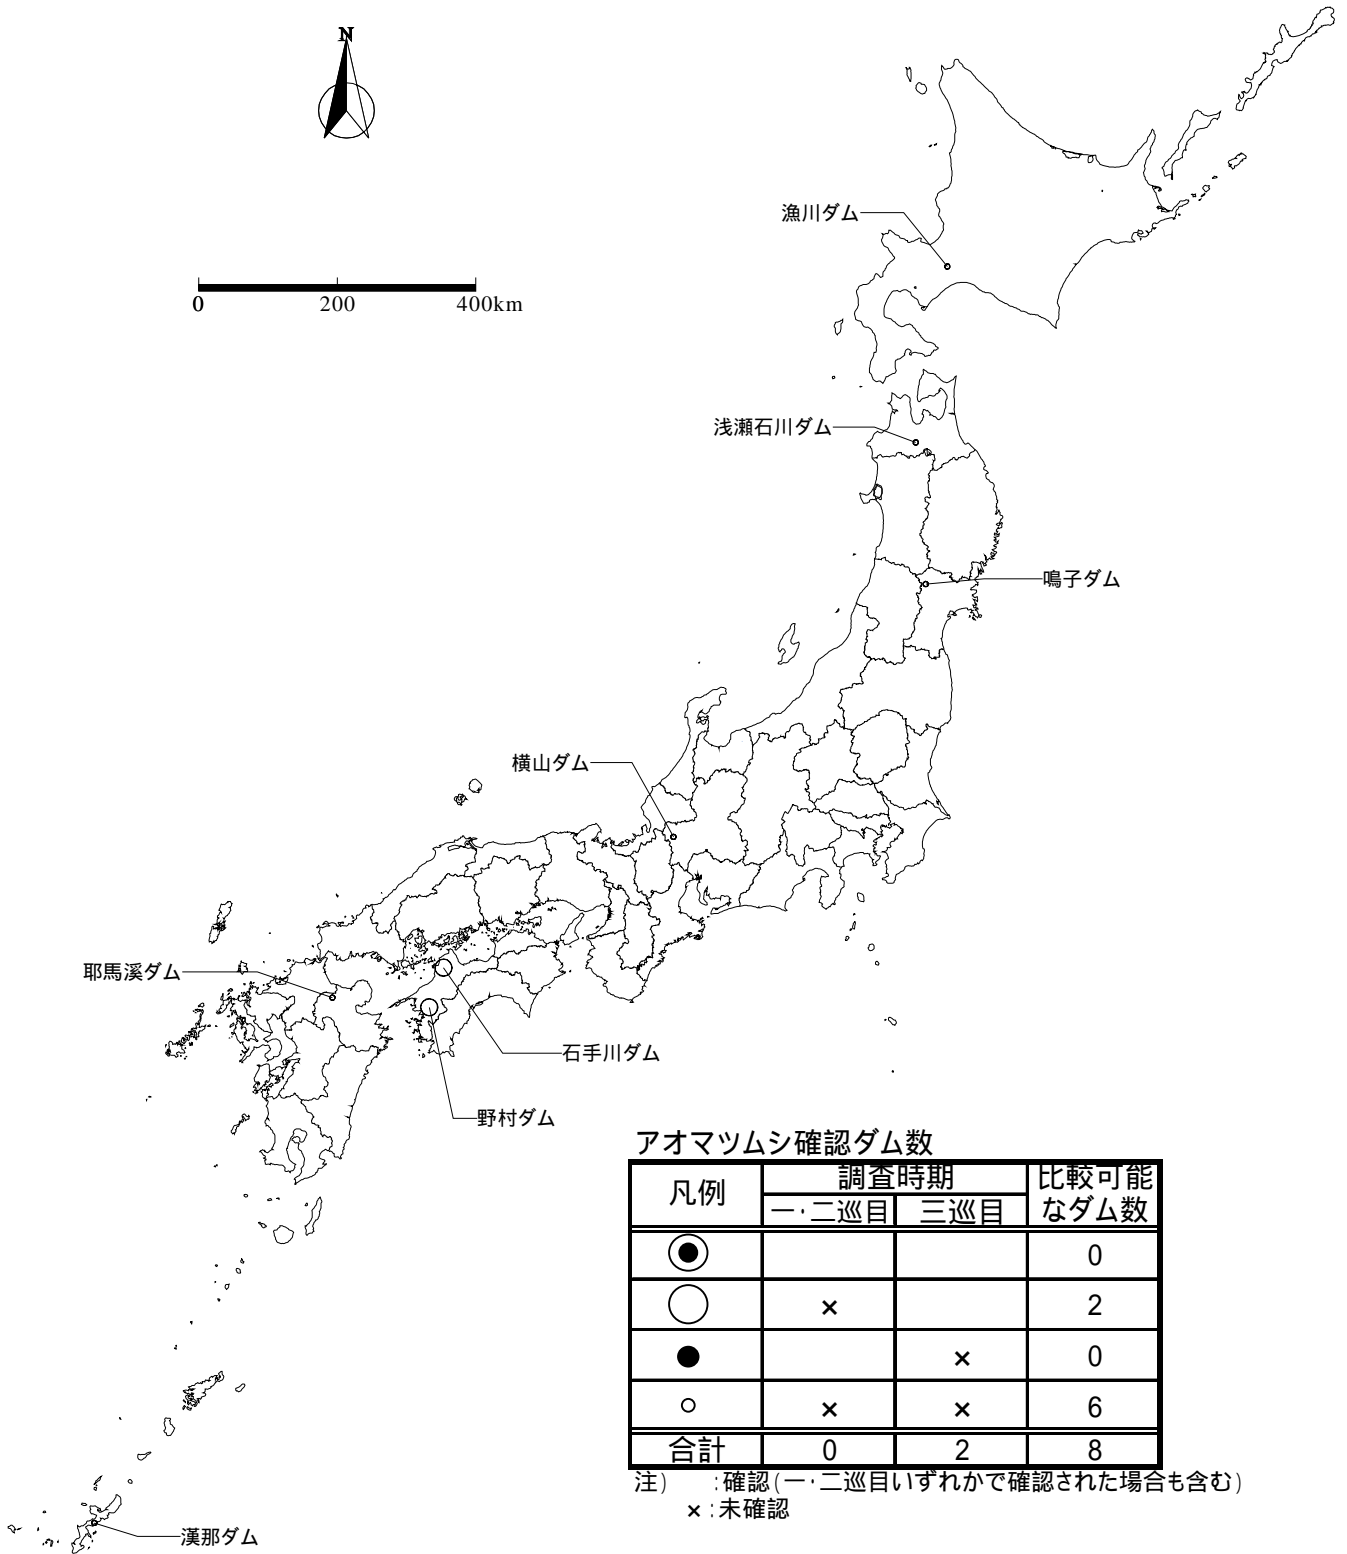 N
0 200 400km
漁川ダム
浅瀬石川ダム
鳴子ダム
横山ダム
耶馬溪ダム
石手川ダム
野村ダム
漢那ダム
アオマツムシ確認ダム数
凡例 調査時期 比較可能なダム数
一・二巡目 三巡目
0
× 2
× 0
× × 6
合計 0 2 8
注) :確認(一・二巡目いずれかで確認された場合も含む)
×:未確認